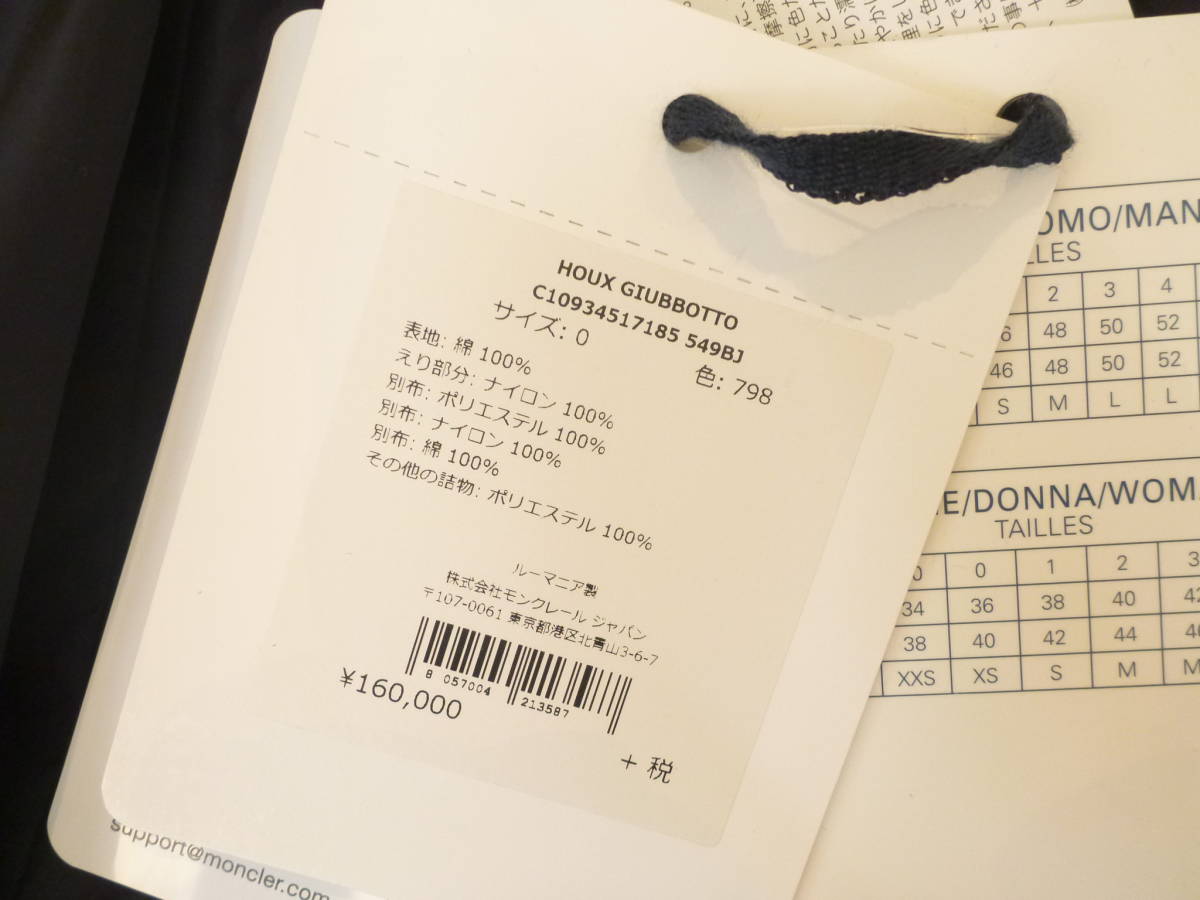 HOUX GIUBBOTTO
C10934517185 549BJ
サイズ: 0
色: 798
表地: 綿 100%
えり部分: ナイロン 100%
別布: ポリエステル 100%
別布: ナイロン 100%
別布: 綿 100%
その他の詰物: ポリエステル 100%
ルーマニア製
株式会社モンクレール ジャパン
〒107-0061 東京都港区北青山3-6-7
8 057004 213587
¥160,000
+ 税
support@moncler.com
OMO/MAN
LLES
2 3 4
6 48 50 52
46 48 50 52
S M L L
E/DONNA/WOMA
TAILLES
0 0 1 2 3
34 36 38 40 42
38 40 42 44 46
XXS XS S M M